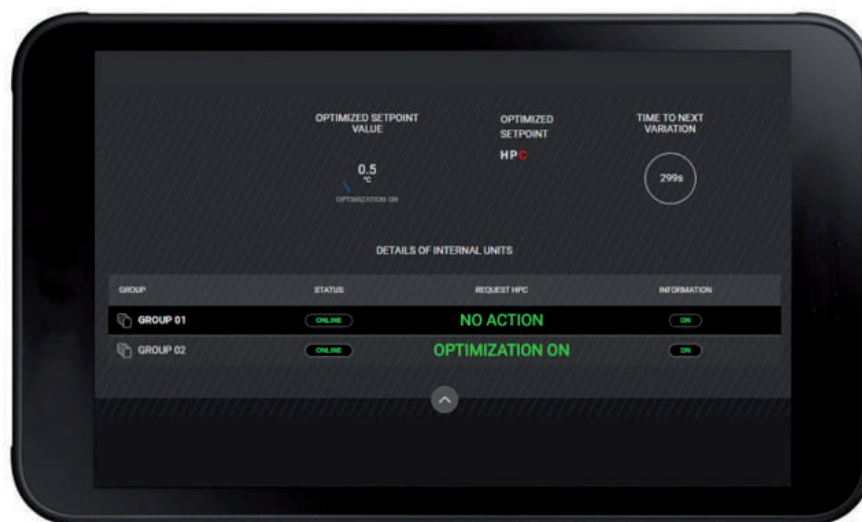 OPTIMIZED SETPOINT
VALUE
0.5
°C
OPTIMIZATION ON
OPTIMIZED
SETPOINT
HPC
TIME TO NEXT
VARIATION
299s
DETAILS OF INTERNAL UNITS
GROUP STATUS REQUEST HPC INFORMATION
GROUP 01 ONLINE NO ACTION ON
GROUP 02 ONLINE OPTIMIZATION ON ON